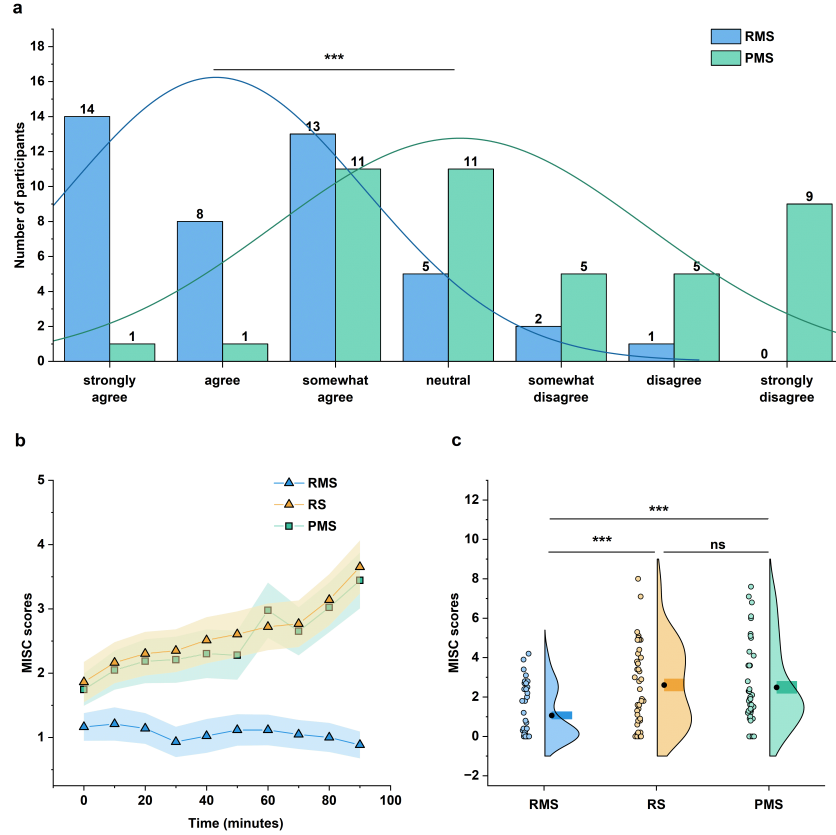 a
Number of participants
18
16
14
12
10
8
6
4
2
0
***
RMS
PMS
14
1
8
1
13
11
5
11
2
5
1
5
0
9
strongly agree
agree
somewhat agree
neutral
somewhat disagree
disagree
strongly disagree
b
MISC scores
5
4
3
2
1
RMS
RS
PMS
0
20
40
60
80
100
Time (minutes)
c
MISC scores
12
10
8
6
4
2
0
−2
***
***
ns
RMS
RS
PMS